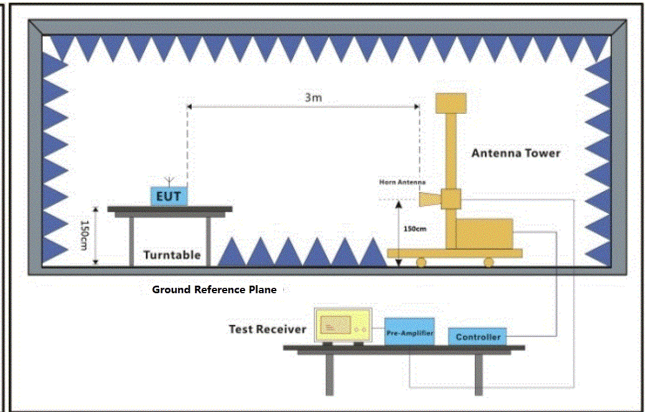 3m
Antenna Tower
Horn Antenna
EUT
150cm
150cm
Turntable
Ground Reference Plane
Test Receiver
Pre-Amplifier
Controller